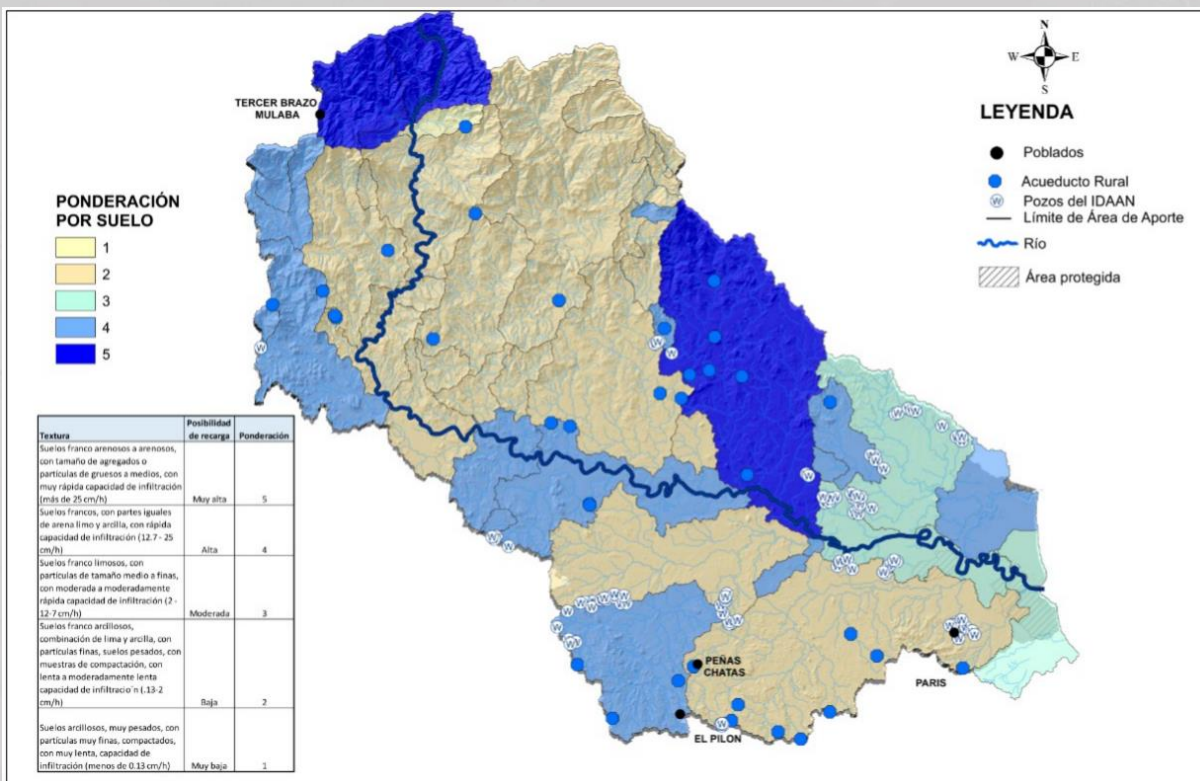 N
W E
S
TERCER BRAZO
MULABA
LEYENDA
Poblados
Acueducto Rural
Pozos del IDAAN
Límite de Área de Aporte
Río
Área protegida
PONDERACIÓN
POR SUELO
1
2
3
4
5
Textura
Posibilidad
de recarga
Ponderación
Suelos franco arenosos a arenosos,
con tamaño de agregados o
partículas de gruesos a medios, con
muy rápida capacidad de infiltración
(más de 25 cm/h)
Muy alta
5
Suelos francos, con partes iguales
de arena limo y arcilla, con rápida
capacidad de infiltración (12.7 - 25
cm/h)
Alta
4
Suelos franco limosos, con
partículas de tamaño medio a finas,
con moderada a moderadamente
rápida capacidad de infiltración (2 -
12-7 cm/h)
Moderada
3
Suelos franco arcillosos,
combinación de lima y arcilla, con
partículas finas, suelos pesados, con
muestras de compactación, con
lenta a moderadamente lenta
capacidad de infiltracio´n (.13-2
cm/h)
Baja
2
Suelos arcillosos, muy pesados, con
partículas muy finas, compactados,
con muy lenta, capacidad de
infiltración (menos de 0.13 cm/h)
Muy baja
1
PEÑAS
CHATAS
PARIS
EL PILON